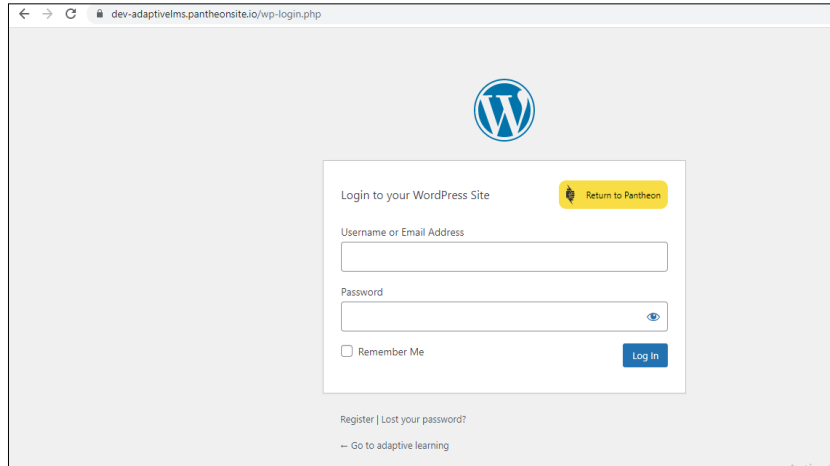 dev-adaptivelms.pantheonsite.io/wp-login.php
Login to your WordPress Site
Return to Pantheon
Username or Email Address
Password
Remember Me
Log In
Register | Lost your password?
← Go to adaptive learning